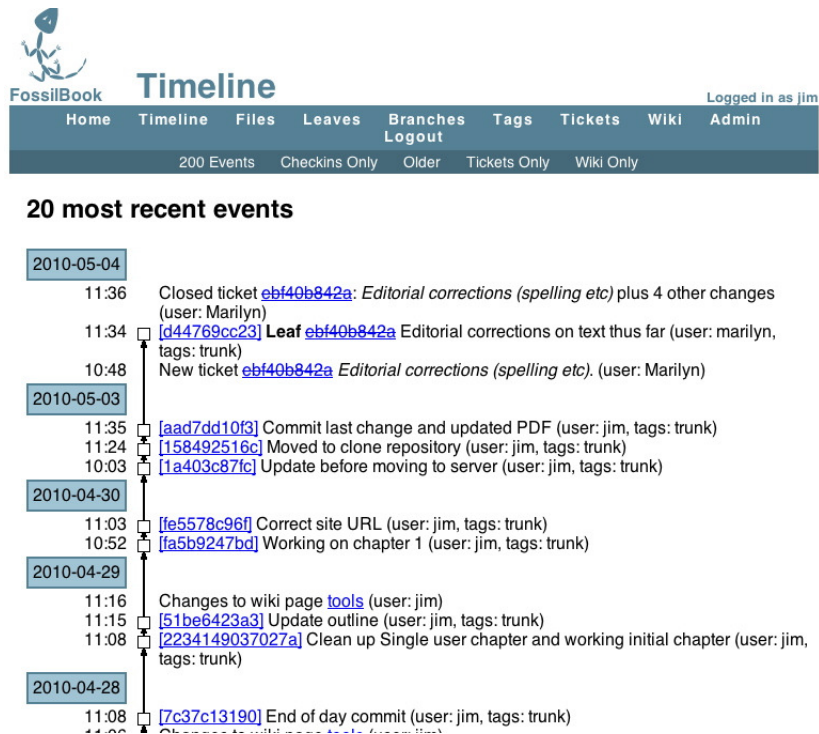 FossilBook
Timeline
Logged in as jim
Home Timeline Files Leaves Branches Tags Tickets Wiki Admin
Logout
200 Events Checkins Only Older Tickets Only Wiki Only
20 most recent events
2010-05-04
11:36 Closed ticket ebf40b842a: Editorial corrections (spelling etc) plus 4 other changes
(user: Marilyn)
11:34 [d44769cc23] Leaf ebf40b842a Editorial corrections on text thus far (user: marilyn,
tags: trunk)
10:48 New ticket ebf40b842a Editorial corrections (spelling etc). (user: Marilyn)
2010-05-03
11:35 [aad7dd10f3] Commit last change and updated PDF (user: jim, tags: trunk)
11:24 [158492516c] Moved to clone repository (user: jim, tags: trunk)
10:03 [1a403c87fc] Update before moving to server (user: jim, tags: trunk)
2010-04-30
11:03 [fe5578c96f] Correct site URL (user: jim, tags: trunk)
10:52 [fa5b9247bd] Working on chapter 1 (user: jim, tags: trunk)
2010-04-29
11:16 Changes to wiki page tools (user: jim)
11:15 [51be6423a3] Update outline (user: jim, tags: trunk)
11:08 [2234149037027a] Clean up Single user chapter and working initial chapter (user: jim,
tags: trunk)
2010-04-28
11:08 [7c37c13190] End of day commit (user: jim, tags: trunk)
Changes to wiki page tools (user: jim)